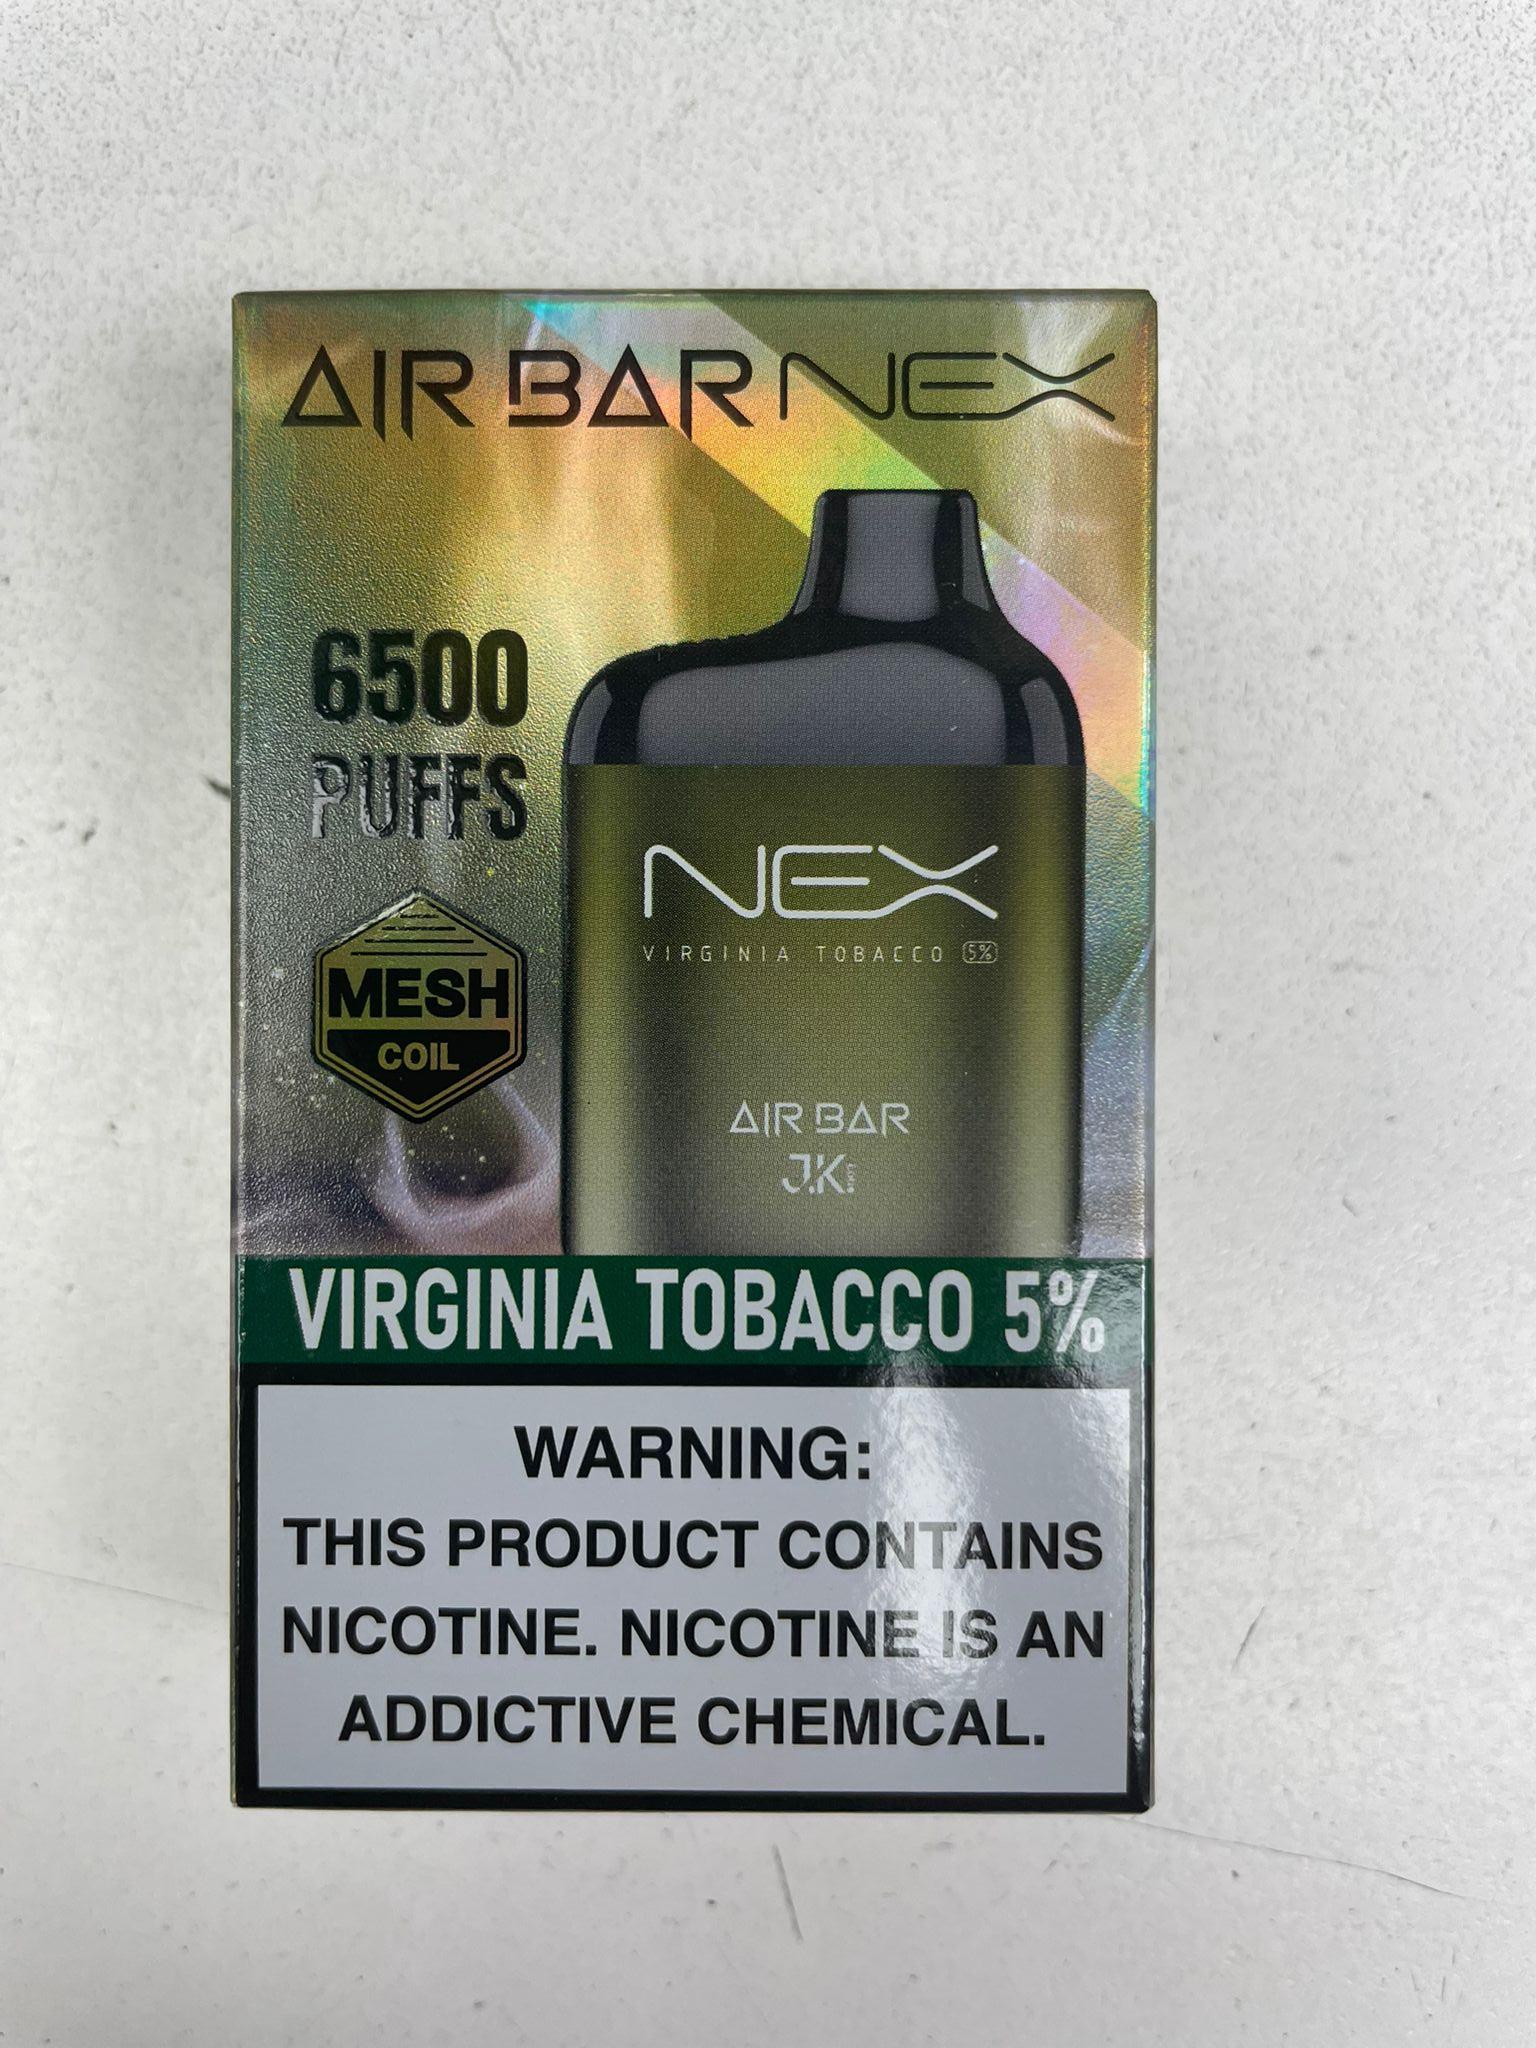 AIR BAR NEX
6500
PUFFS
MESH
COIL
NEX
VIRGINIA TOBACCO 5%
AIR BAR
J.K.
VIRGINIA TOBACCO 5%
WARNING:
THIS PRODUCT CONTAINS
NICOTINE. NICOTINE IS AN
ADDICTIVE CHEMICAL.